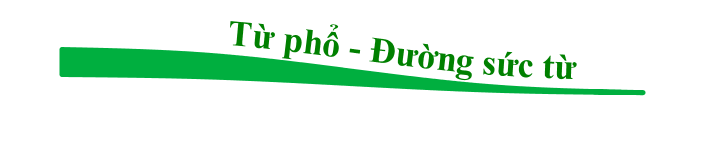 Từ phổ - Đường sức từ